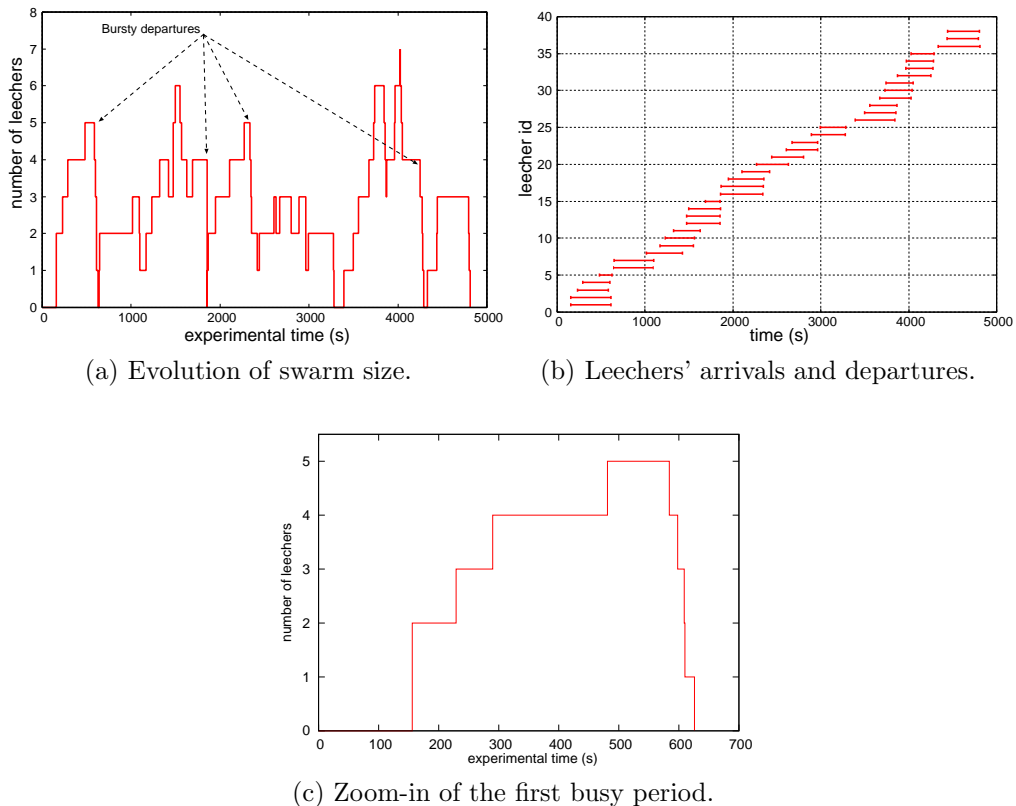 8
7
6
5
4
3
2
1
0
number of leechers
Bursty departures
0 1000 2000 3000 4000 5000
experimental time (s)
(a) Evolution of swarm size.
40
35
30
25
20
15
10
5
0
leecher id
0 1000 2000 3000 4000 5000
time (s)
(b) Leechers' arrivals and departures.
5
4
3
2
1
0
number of leechers
0 100 200 300 400 500 600 700
experimental time (s)
(c) Zoom-in of the first busy period.